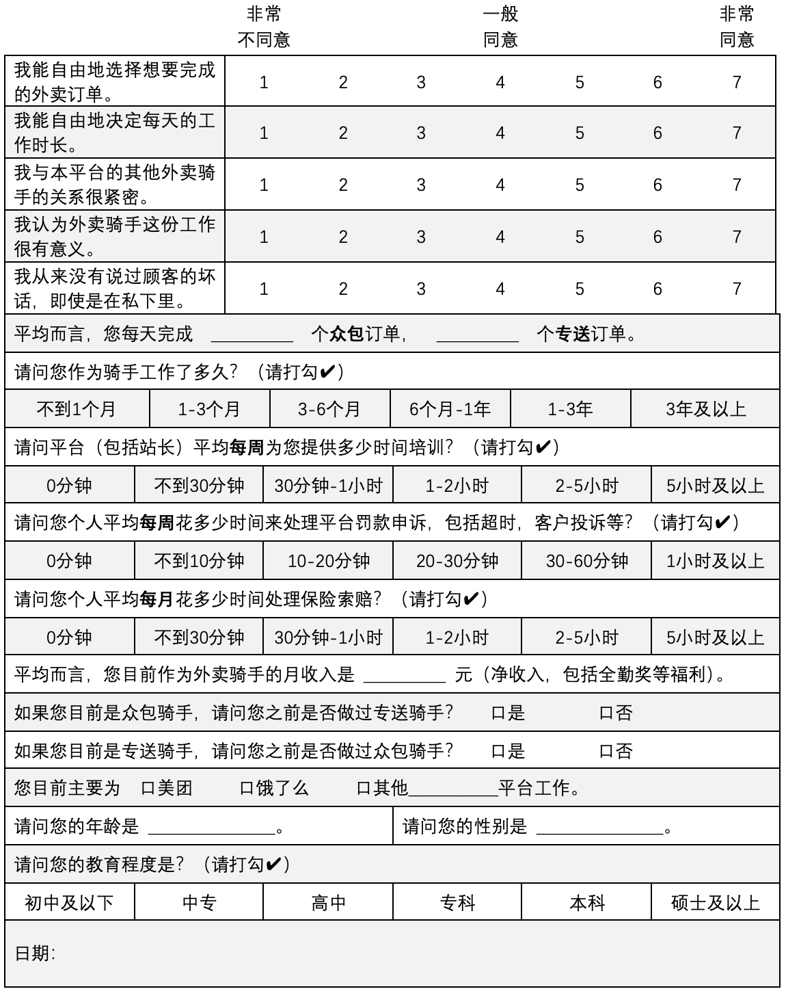 非常 一般 非常
不同意 同意 同意
我能自由地选择想要完成
的外卖订单。 1 2 3 4 5 6 7
我能自由地决定每天的工
作时长。 1 2 3 4 5 6 7
我与本平台的其他外卖骑
手的关系很紧密。 1 2 3 4 5 6 7
我认为外卖骑手这份工作
很有意义。 1 2 3 4 5 6 7
我从来没有说过顾客的坏
话，即使是在私下里。 1 2 3 4 5 6 7
平均而言，您每天完成 _________ 个众包订单， _________ 个专送订单。
请问您作为骑手工作了多久？（请打勾✔）
不到1个月 1-3个月 3-6个月 6个月-1年 1-3年 3年及以上
请问平台（包括站长）平均每周为您提供多少时间培训？（请打勾✔）
0分钟 不到30分钟 30分钟-1小时 1-2小时 2-5小时 5小时及以上
请问您个人平均每周花多少时间来处理平台罚款申诉，包括超时，客户投诉等？（请打勾✔）
0分钟 不到10分钟 10-20分钟 20-30分钟 30-60分钟 1小时及以上
请问您个人平均每月花多少时间处理保险索赔？（请打勾✔）
0分钟 不到30分钟 30分钟-1小时 1-2小时 2-5小时 5小时及以上
平均而言，您目前作为外卖骑手的月收入是 _________ 元（净收入，包括全勤奖等福利）。
如果您目前是众包骑手，请问您之前是否做过专送骑手？ 口是 口否
如果您目前是专送骑手，请问您之前是否做过众包骑手？ 口是 口否
您目前主要为 口美团 口饿了么 口其他__________平台工作。
请问您的年龄是 ______________。 请问您的性别是 ______________。
请问您的教育程度是？（请打勾✔）
初中及以下 中专 高中 专科 本科 硕士及以上
日期：